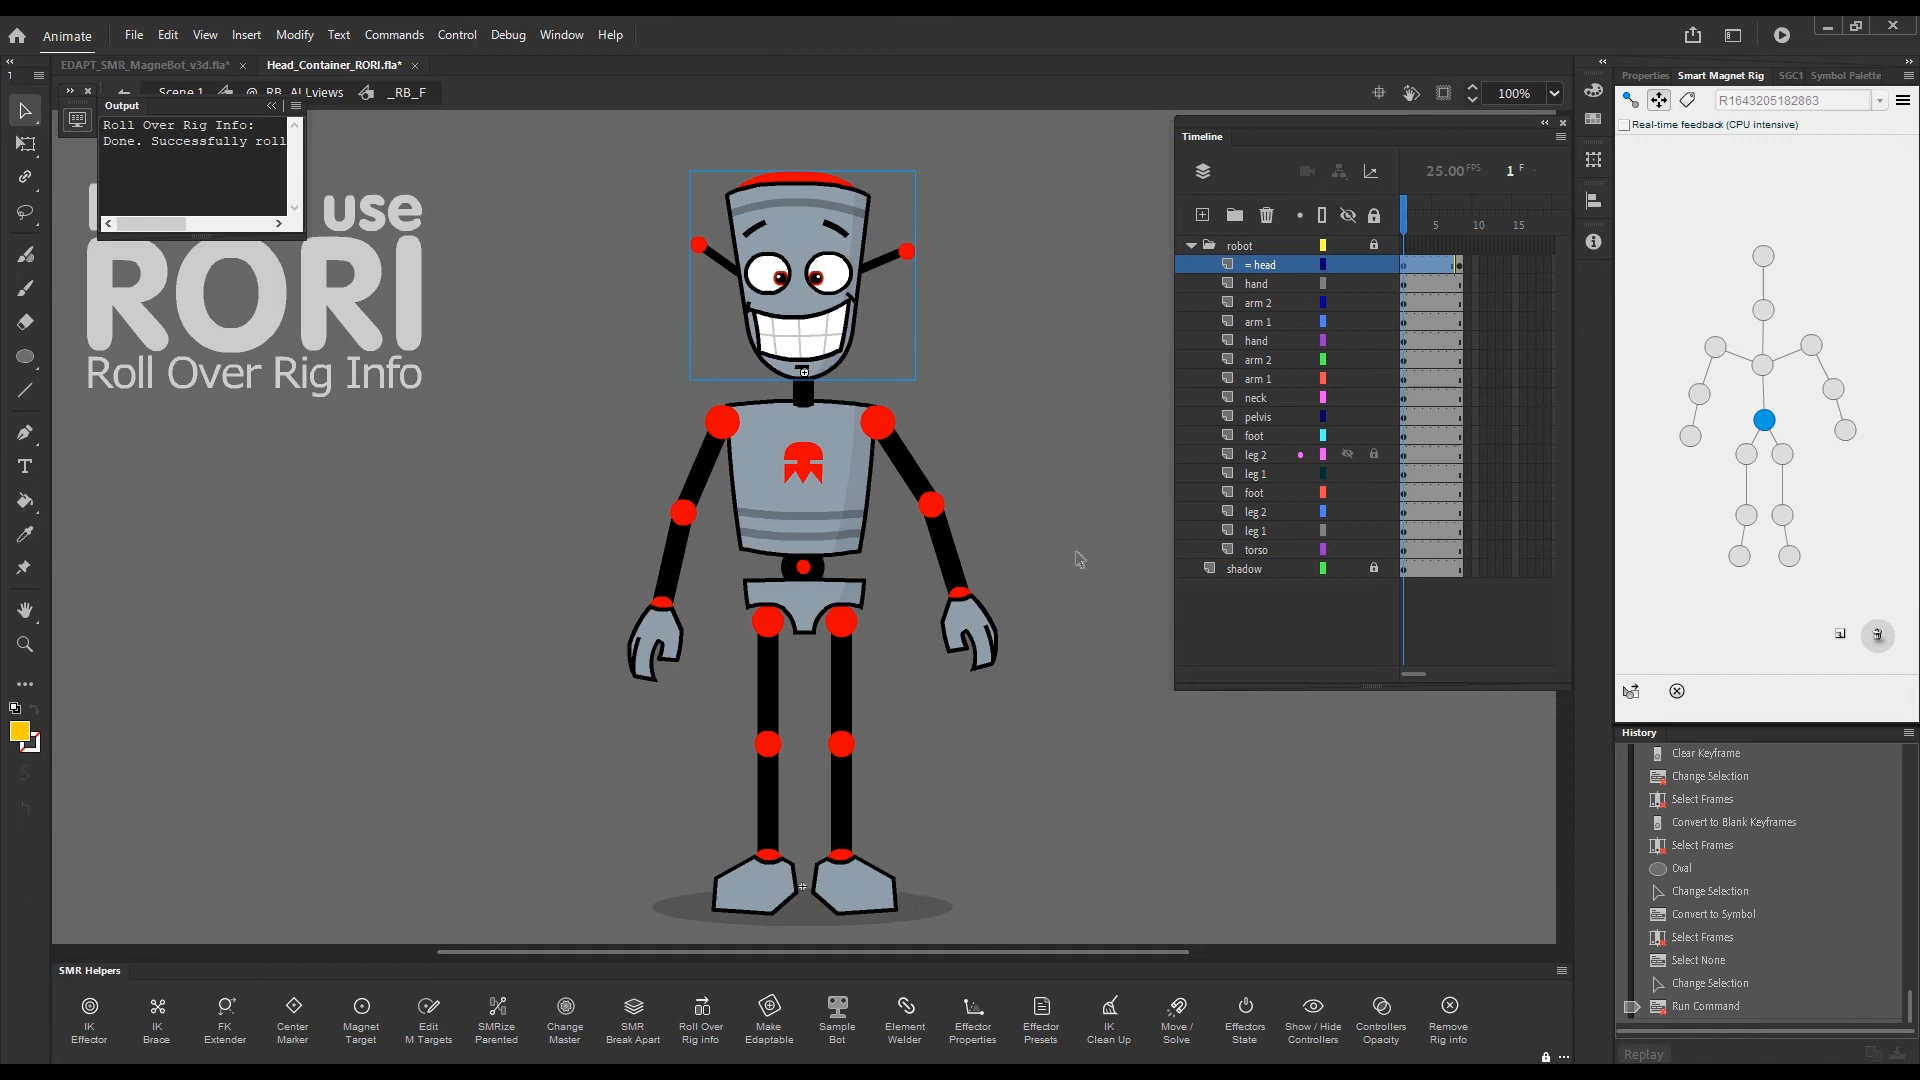 Animate File Edit View Insert Modify Text Commands Control Debug Window Help
EDAPT_SMR_MagneBot_v3d.fla* Head_Container_RORI.fla*
Scene 1 _RB_F 100%
Output
Roll Over Rig Info:
Done. Successfully roll
use
RORI
Roll Over Rig Info
Timeline
25.00 FPS 1 F
5 10 15
robot
= head
hand
arm 2
arm 1
hand
arm 2
arm 1
neck
pelvis
foot
leg 2
leg 1
foot
leg 2
leg 1
torso
shadow
Properties Smart Magnet Rig SGC1 Symbol Palette
R1643205182863
Real-time feedback (CPU intensive)
History
Clear Keyframe
Change Selection
Select Frames
Convert to Blank Keyframes
Select Frames
Oval
Change Selection
Convert to Symbol
Select Frames
Select None
Change Selection
Run Command
Replay
SMR Helpers
IK Effector
IK Brace
FK Extender
Center Marker
Magnet Target
Edit M Targets
SMRize Parented
Change Master
SMR Break Apart
Roll Over Rig info
Make Edaptable
Sample Bot
Element Welder
Effector Properties
Effector Presets
IK Clean Up
Move / Solve
Effectors State
Show / Hide Controllers
Controllers Opacity
Remove Rig info